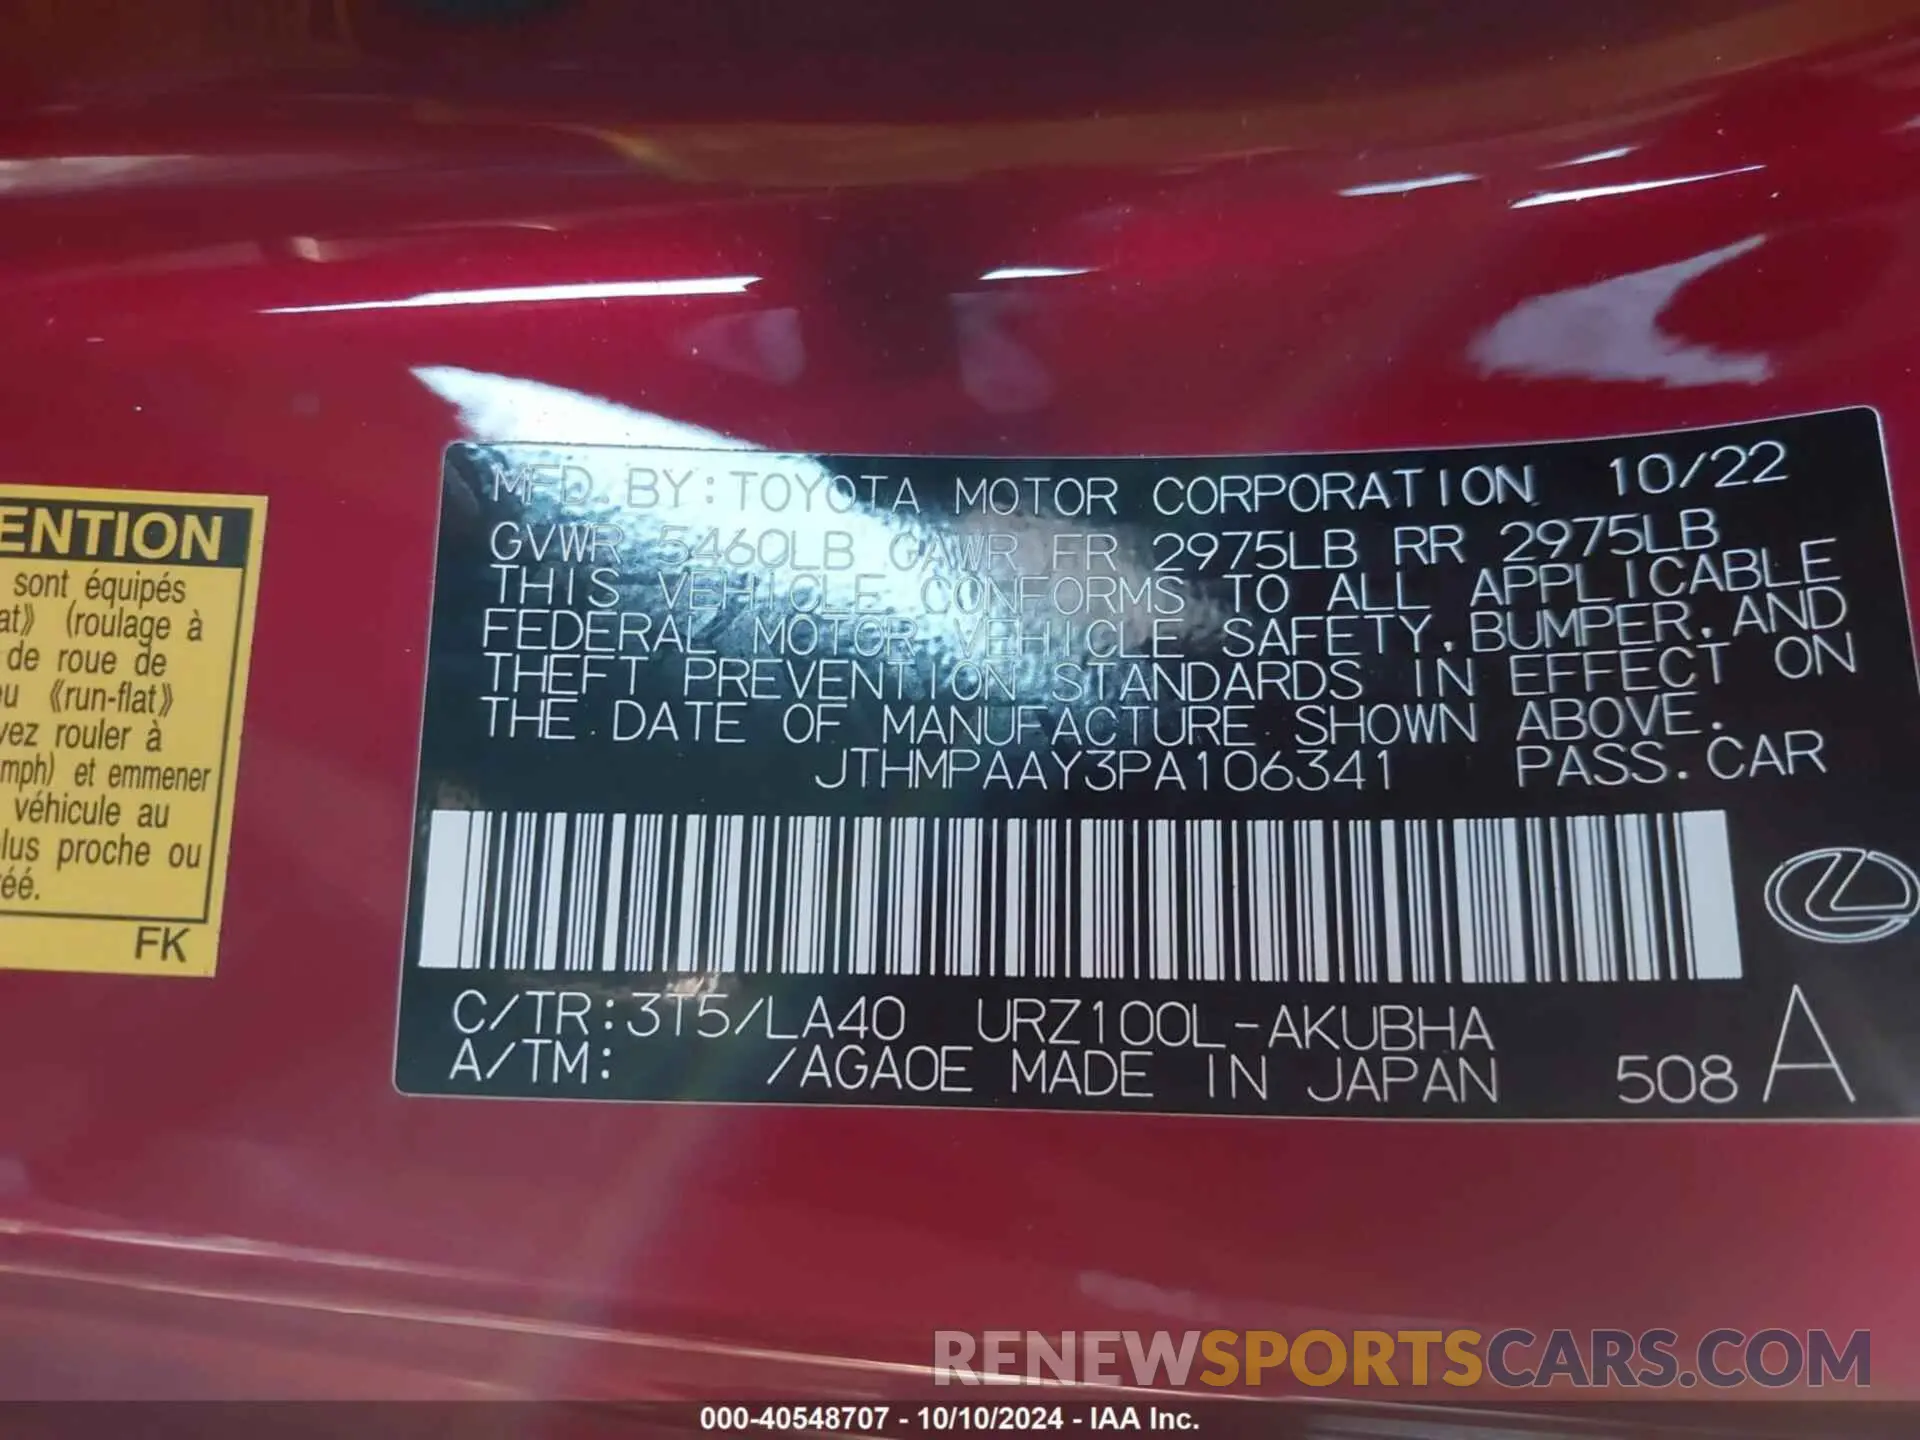 ENTION
sont équipés
at》 (roulage à
de roue de
u 《run-flat》
vez rouler à
mph) et emmener
véhicule au
lus proche ou
éé.
FK
MFD. BY: TOYOTA MOTOR CORPORATION 10/22
GVWR 5460LB GAWR FR 2975LB RR 2975LB
THIS VEHICLE CONFORMS TO ALL APPLICABLE
FEDERAL MOTOR VEHICLE SAFETY, BUMPER, AND
THEFT PREVENTION STANDARDS IN EFFECT ON
THE DATE OF MANUFACTURE SHOWN ABOVE.
JTHMPAAY3PA106341 PASS. CAR
C/TR: 3T5/LA40 URZ100L-AKUBHA
A/TM: /AGA0E MADE IN JAPAN 508 A
RENEWSPORTSCARS.COM
000-40548707 - 10/10/2024 - IAA Inc.